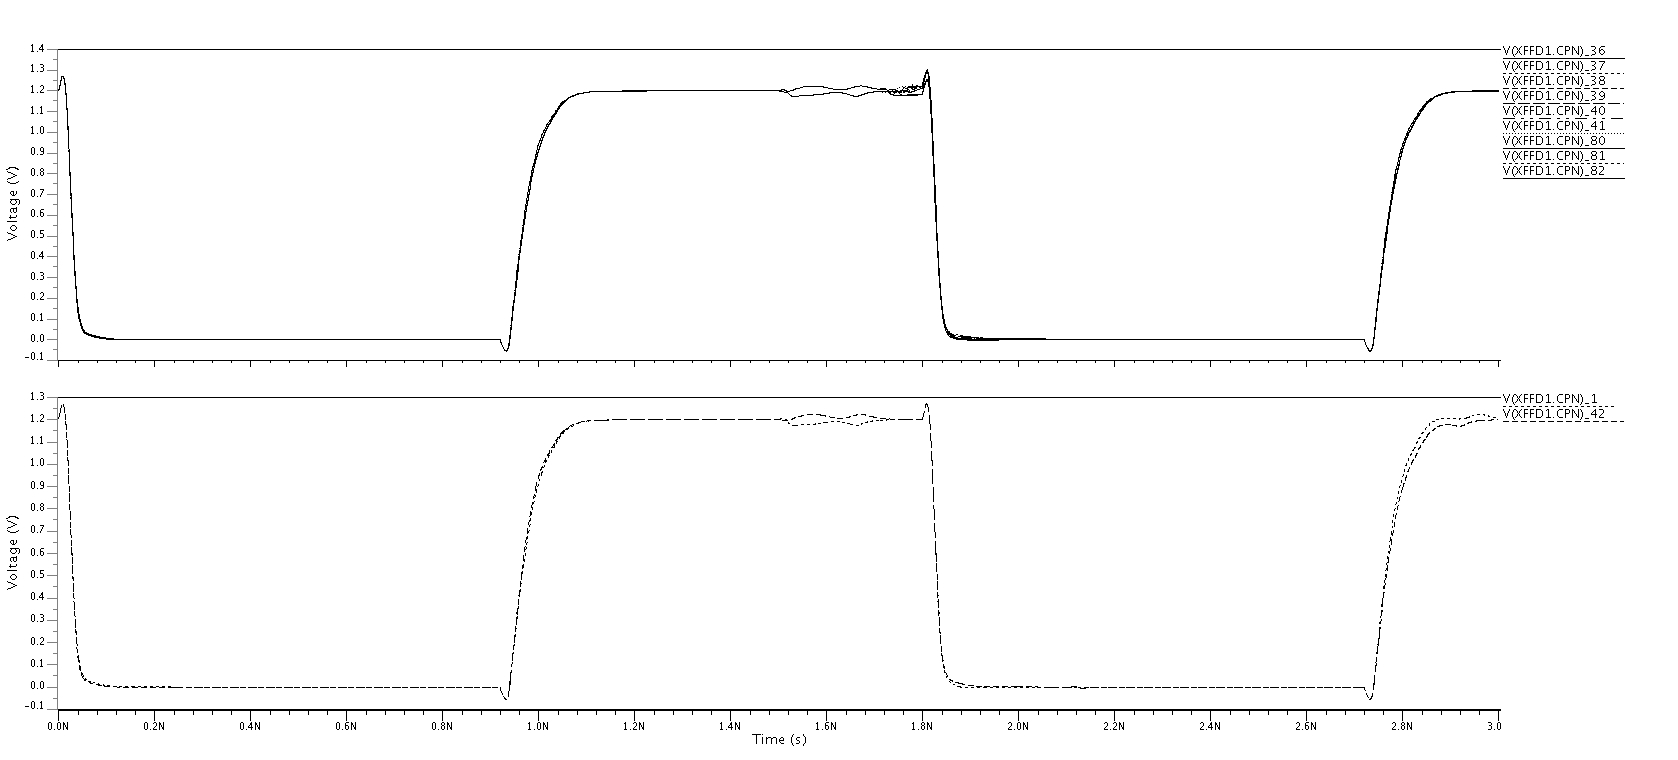 1.4
1.3
1.2
1.1
1.0
0.9
0.8
0.7
0.6
0.5
0.4
0.3
0.2
0.1
0.0
-0.1
Voltage (V)
V(XFFD1.CPN)_36
V(XFFD1.CPN)_37
V(XFFD1.CPN)_38
V(XFFD1.CPN)_39
V(XFFD1.CPN)_40
V(XFFD1.CPN)_41
V(XFFD1.CPN)_80
V(XFFD1.CPN)_81
V(XFFD1.CPN)_82
1.3
1.2
1.1
1.0
0.9
0.8
0.7
0.6
0.5
0.4
0.3
0.2
0.1
0.0
-0.1
Voltage (V)
V(XFFD1.CPN)_1
V(XFFD1.CPN)_42
0.0N 0.2N 0.4N 0.6N 0.8N 1.0N 1.2N 1.4N 1.6N 1.8N 2.0N 2.2N 2.4N 2.6N 2.8N 3.0
Time (s)